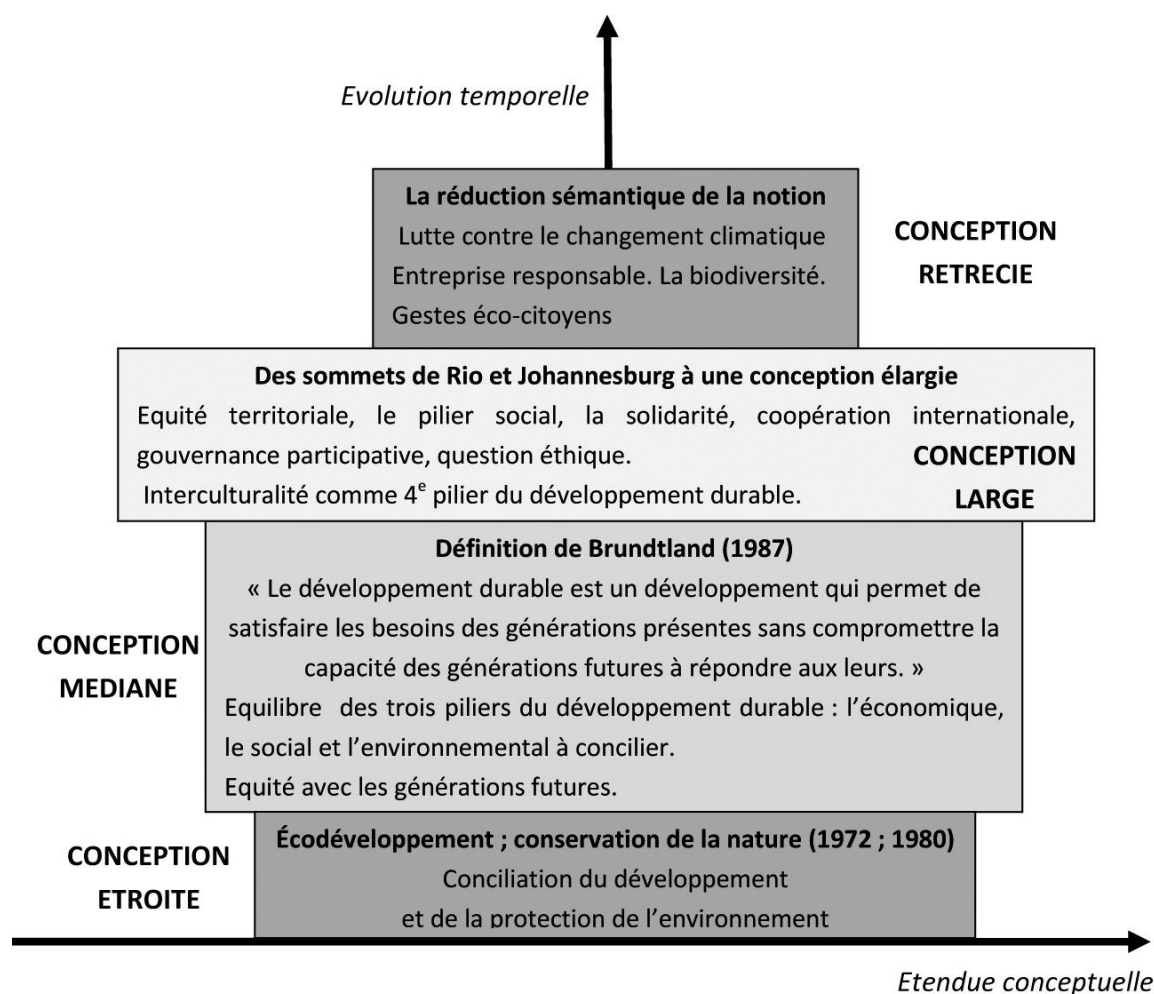 Evolution temporelle
La réduction sémantique de la notion
Lutte contre le changement climatique
Entreprise responsable. La biodiversité.
Gestes éco-citoyens
CONCEPTION
RETRECIE
Des sommets de Rio et Johannesburg à une conception élargie
Equité territoriale, le pilier social, la solidarité, coopération internationale,
gouvernance participative, question éthique.
Interculturalité comme 4e pilier du développement durable.
CONCEPTION
LARGE
Définition de Brundtland (1987)
« Le développement durable est un développement qui permet de
satisfaire les besoins des générations présentes sans compromettre la
capacité des générations futures à répondre aux leurs. »
Equilibre des trois piliers du développement durable : l’économique,
le social et l’environnemental à concilier.
Equité avec les générations futures.
CONCEPTION
MEDIANE
Écodéveloppement ; conservation de la nature (1972 ; 1980)
Conciliation du développement
et de la protection de l’environnement
CONCEPTION
ETROITE
Etendue conceptuelle